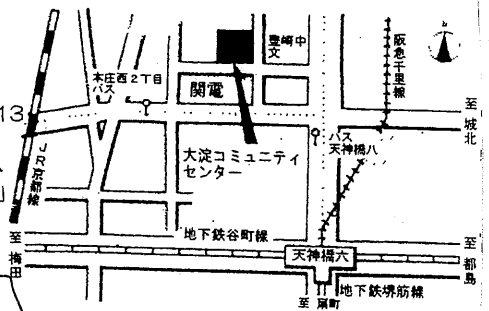 豊崎中
文
阪急千里線
本庄西2丁目
バス
関電
13
至城北
バス
天神橋八
大淀コミュニティ
センター
JR京都線
地下鉄谷町線
至梅田
天神橋六
至都島
地下鉄堺筋線
至扇町